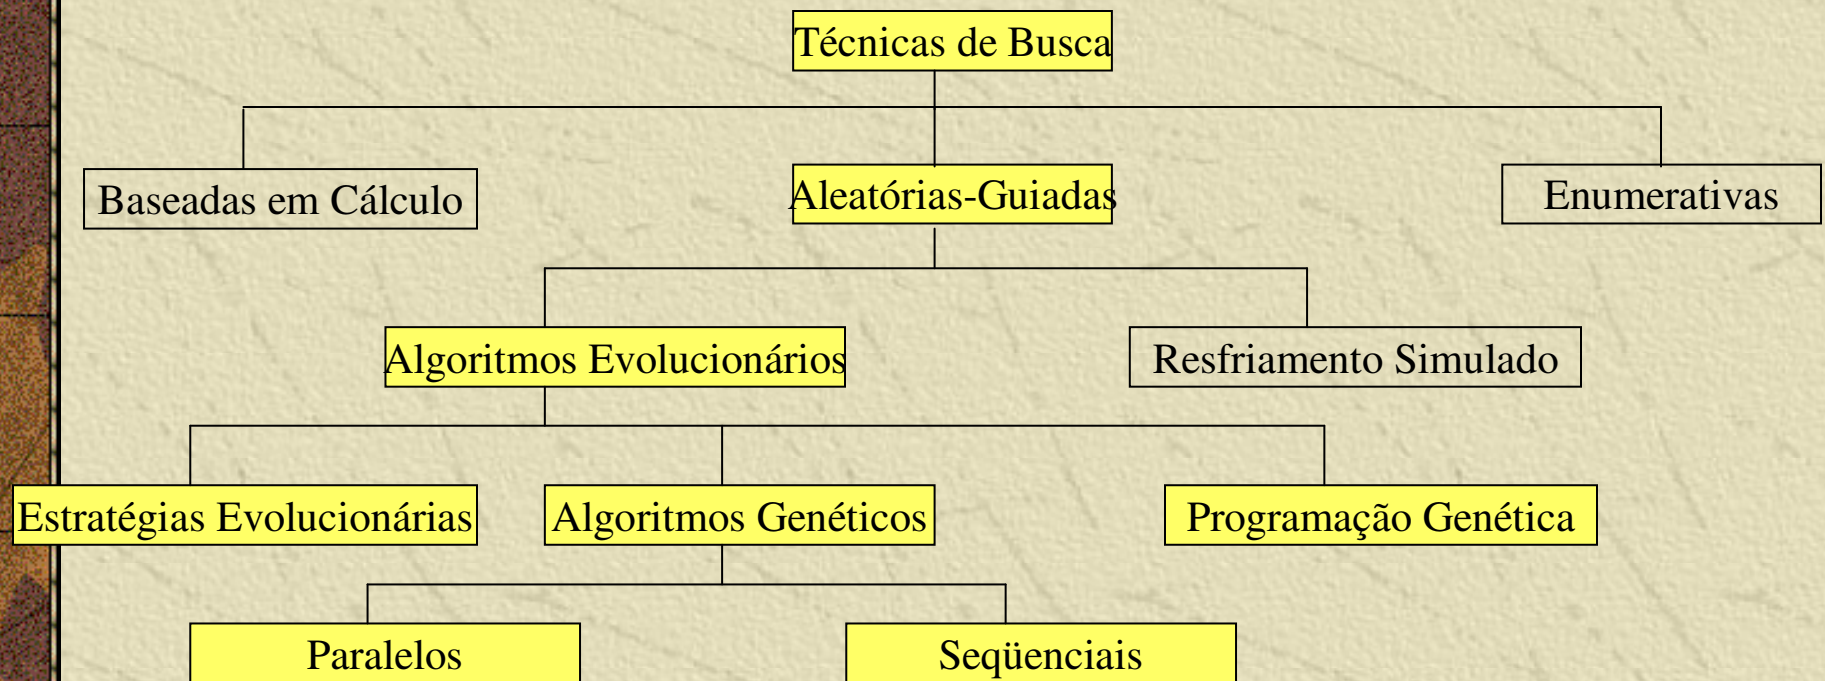 Técnicas de Busca
Baseadas em Cálculo
Aleatórias-Guiadas
Enumerativas
Algoritmos Evolucionários
Resfriamento Simulado
Estratégias Evolucionárias
Algoritmos Genéticos
Programação Genética
Paralelos
Seqüenciais